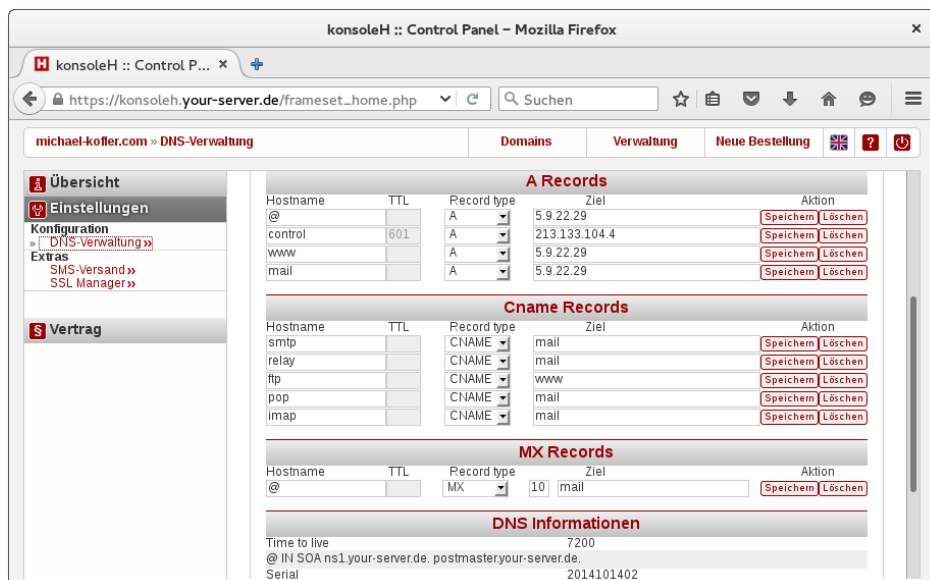 konsoleH :: Control Panel – Mozilla Firefox
konsoleH :: Control P...
https://konsoleh.your-server.de/frameset_home.php
Suchen
michael-kofler.com » DNS-Verwaltung
Domains
Verwaltung
Neue Bestellung
Übersicht
Einstellungen
Konfiguration
» DNS-Verwaltung »
Extras
SMS-Versand »
SSL Manager »
§ Vertrag
A Records
Hostname TTL Record type Ziel Aktion
@ A 5.9.22.29 Speichern Löschen
control 601 A 213.133.104.4 Speichern Löschen
www A 5.9.22.29 Speichern Löschen
mail A 5.9.22.29 Speichern Löschen
Cname Records
Hostname TTL Record type Ziel Aktion
smtp CNAME mail Speichern Löschen
relay CNAME mail Speichern Löschen
ftp CNAME www Speichern Löschen
pop CNAME mail Speichern Löschen
imap CNAME mail Speichern Löschen
MX Records
Hostname TTL Record type Ziel Aktion
@ MX 10 mail Speichern Löschen
DNS Informationen
Time to live 7200
@ IN SOA ns1.your-server.de. postmaster.your-server.de.
Serial 2014101402